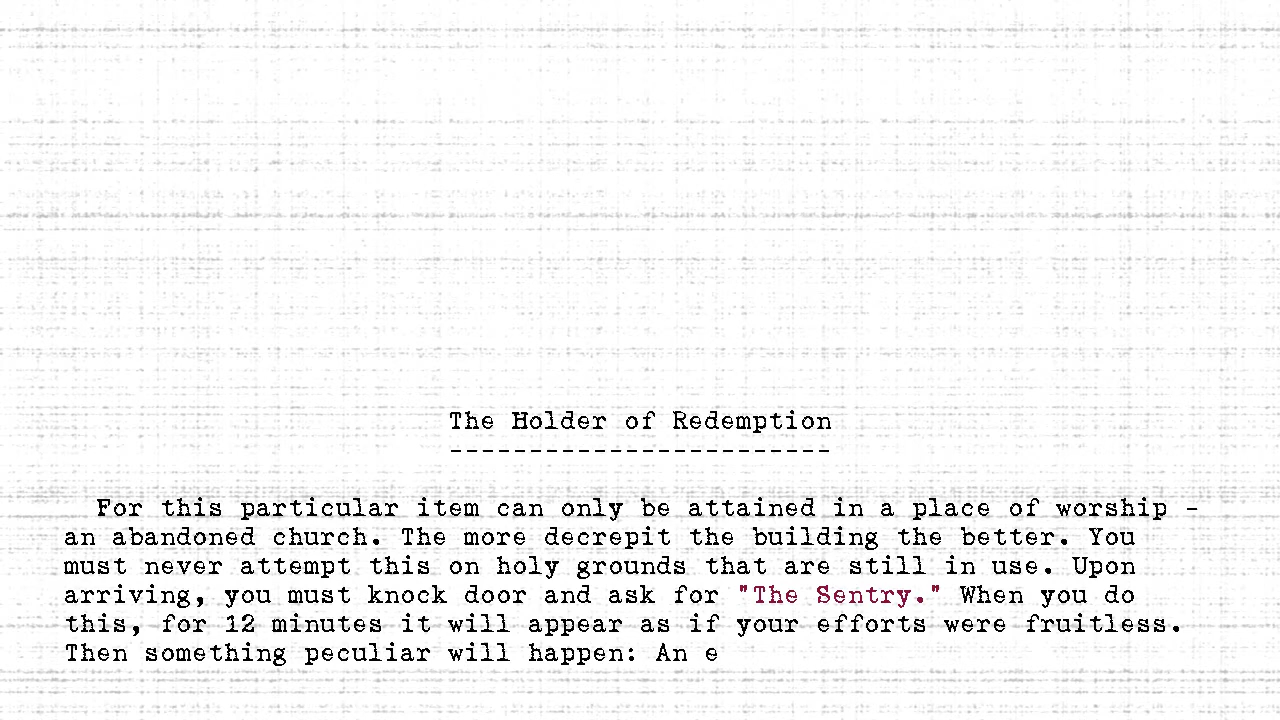 The Holder of Redemption
------------------------
For this particular item can only be attained in a place of worship -
an abandoned church. The more decrepit the building the better. You
must never attempt this on holy grounds that are still in use. Upon
arriving, you must knock door and ask for "The Sentry." When you do
this, for 12 minutes it will appear as if your efforts were fruitless.
Then something peculiar will happen: An e